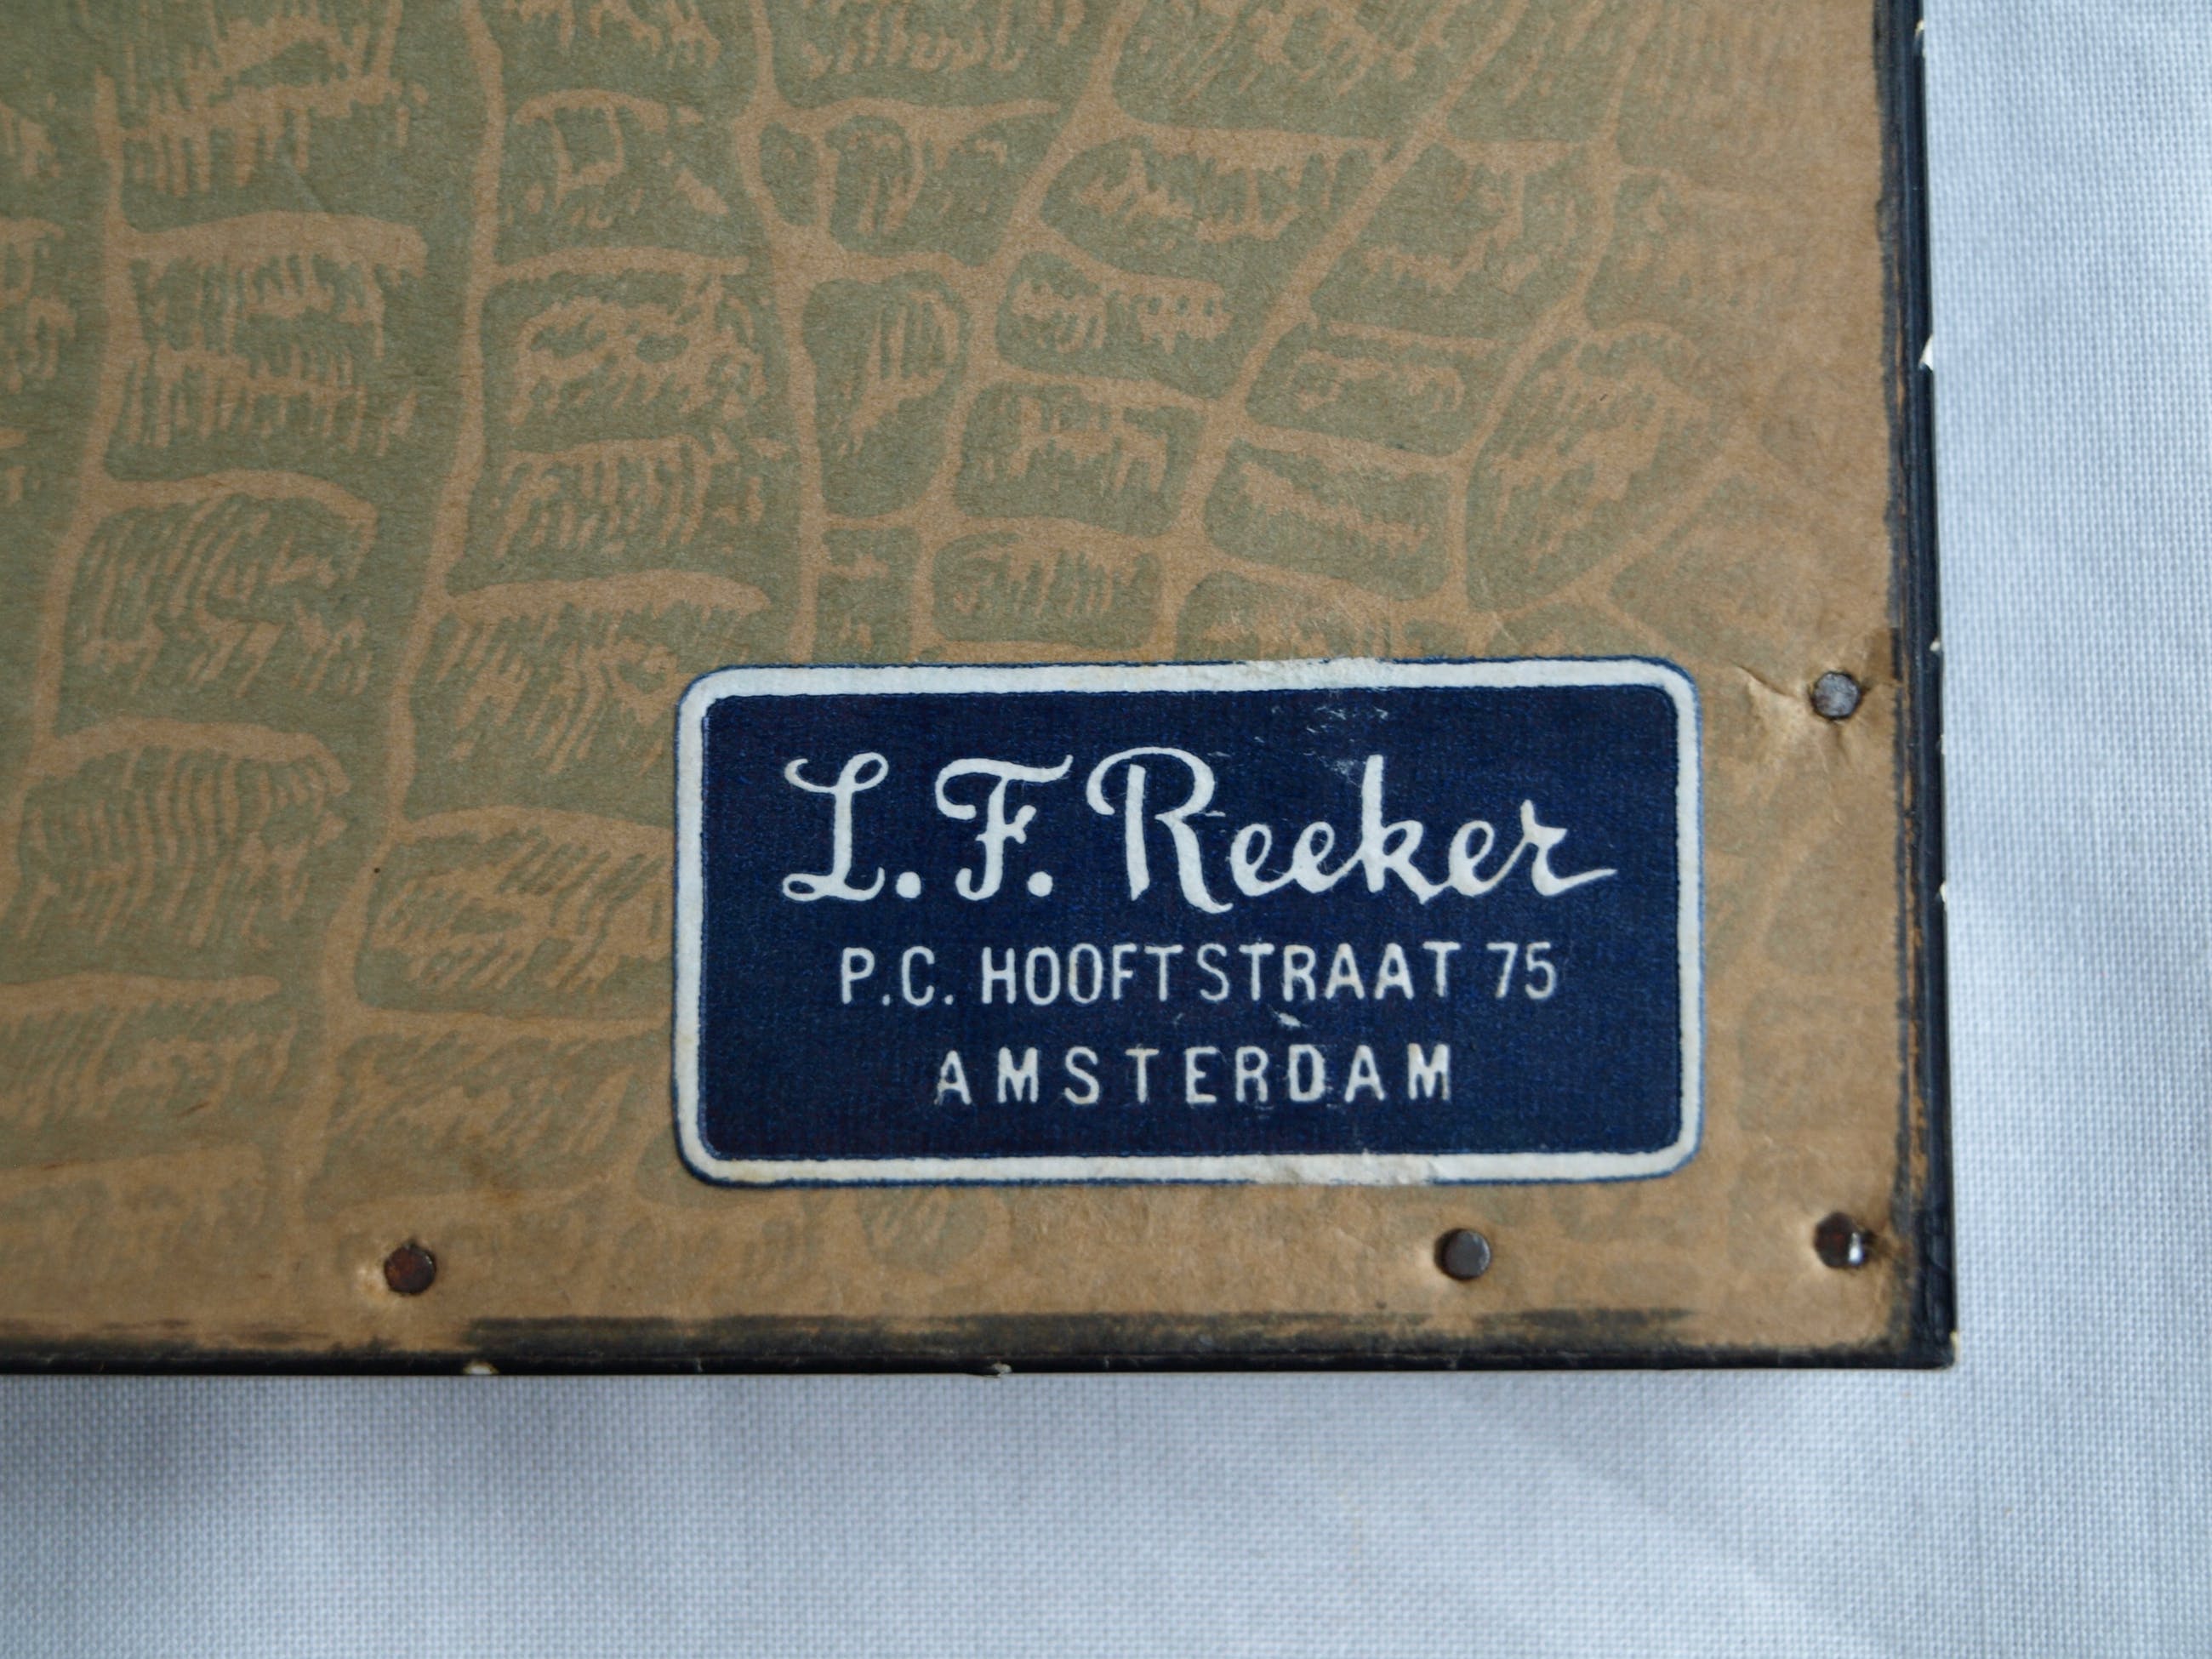 L. F. Reeker
P.C. HOOFTSTRAAT 75
AMSTERDAM